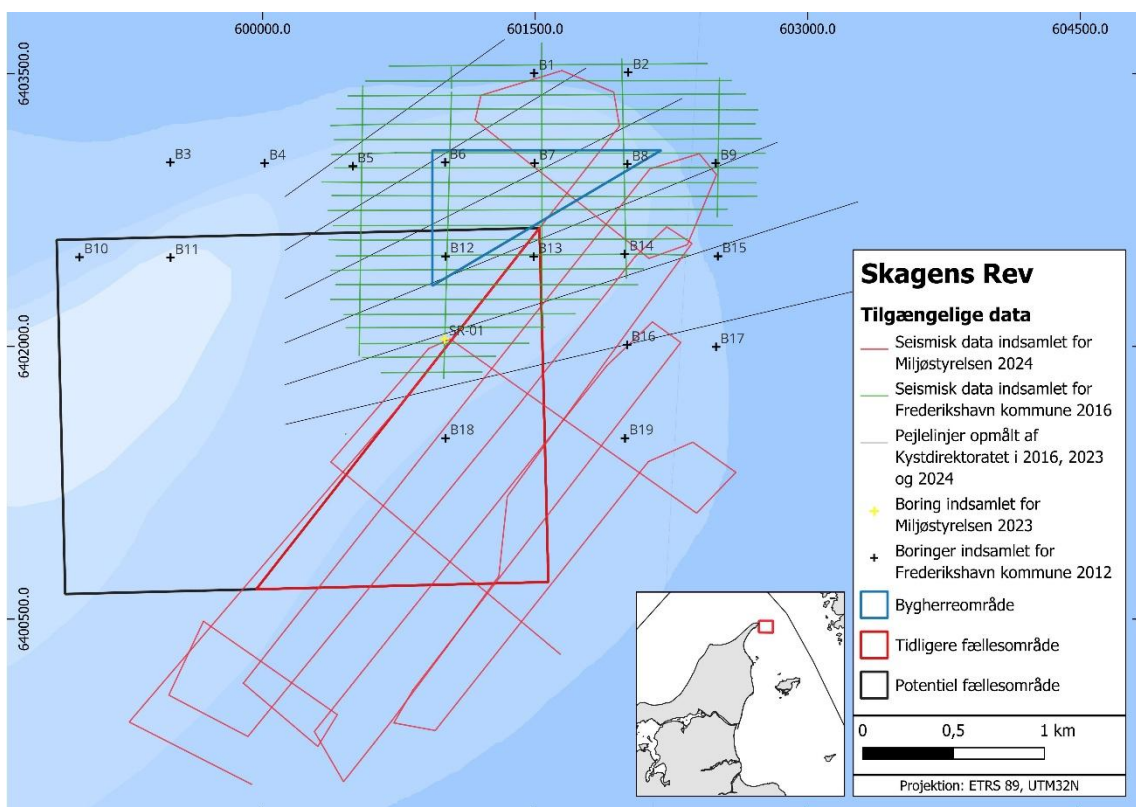 600000.0 601500.0 603000.0 604500.0
6403500.0
6402000.0
6400500.0
B1 B2
B3 B4 B5 B6 B7 B8 B9
B10 B11 B12 B13 B14 B15
SR-01 B16 B17
B18 B19
Skagens Rev
Tilgængelige data
Seismisk data indsamlet for
Miljøstyrelsen 2024
Seismisk data indsamlet for
Frederikshavn kommune 2016
Pejlelinjer opmålt af
Kystdirektoratet i 2016, 2023
og 2024
Boring indsamlet for
Miljøstyrelsen 2023
Boringer indsamlet for
Frederikshavn kommune 2012
Bygherreområde
Tidligere fællesområde
Potentiel fællesområde
0 0,5 1 km
Projektion: ETRS 89, UTM32N